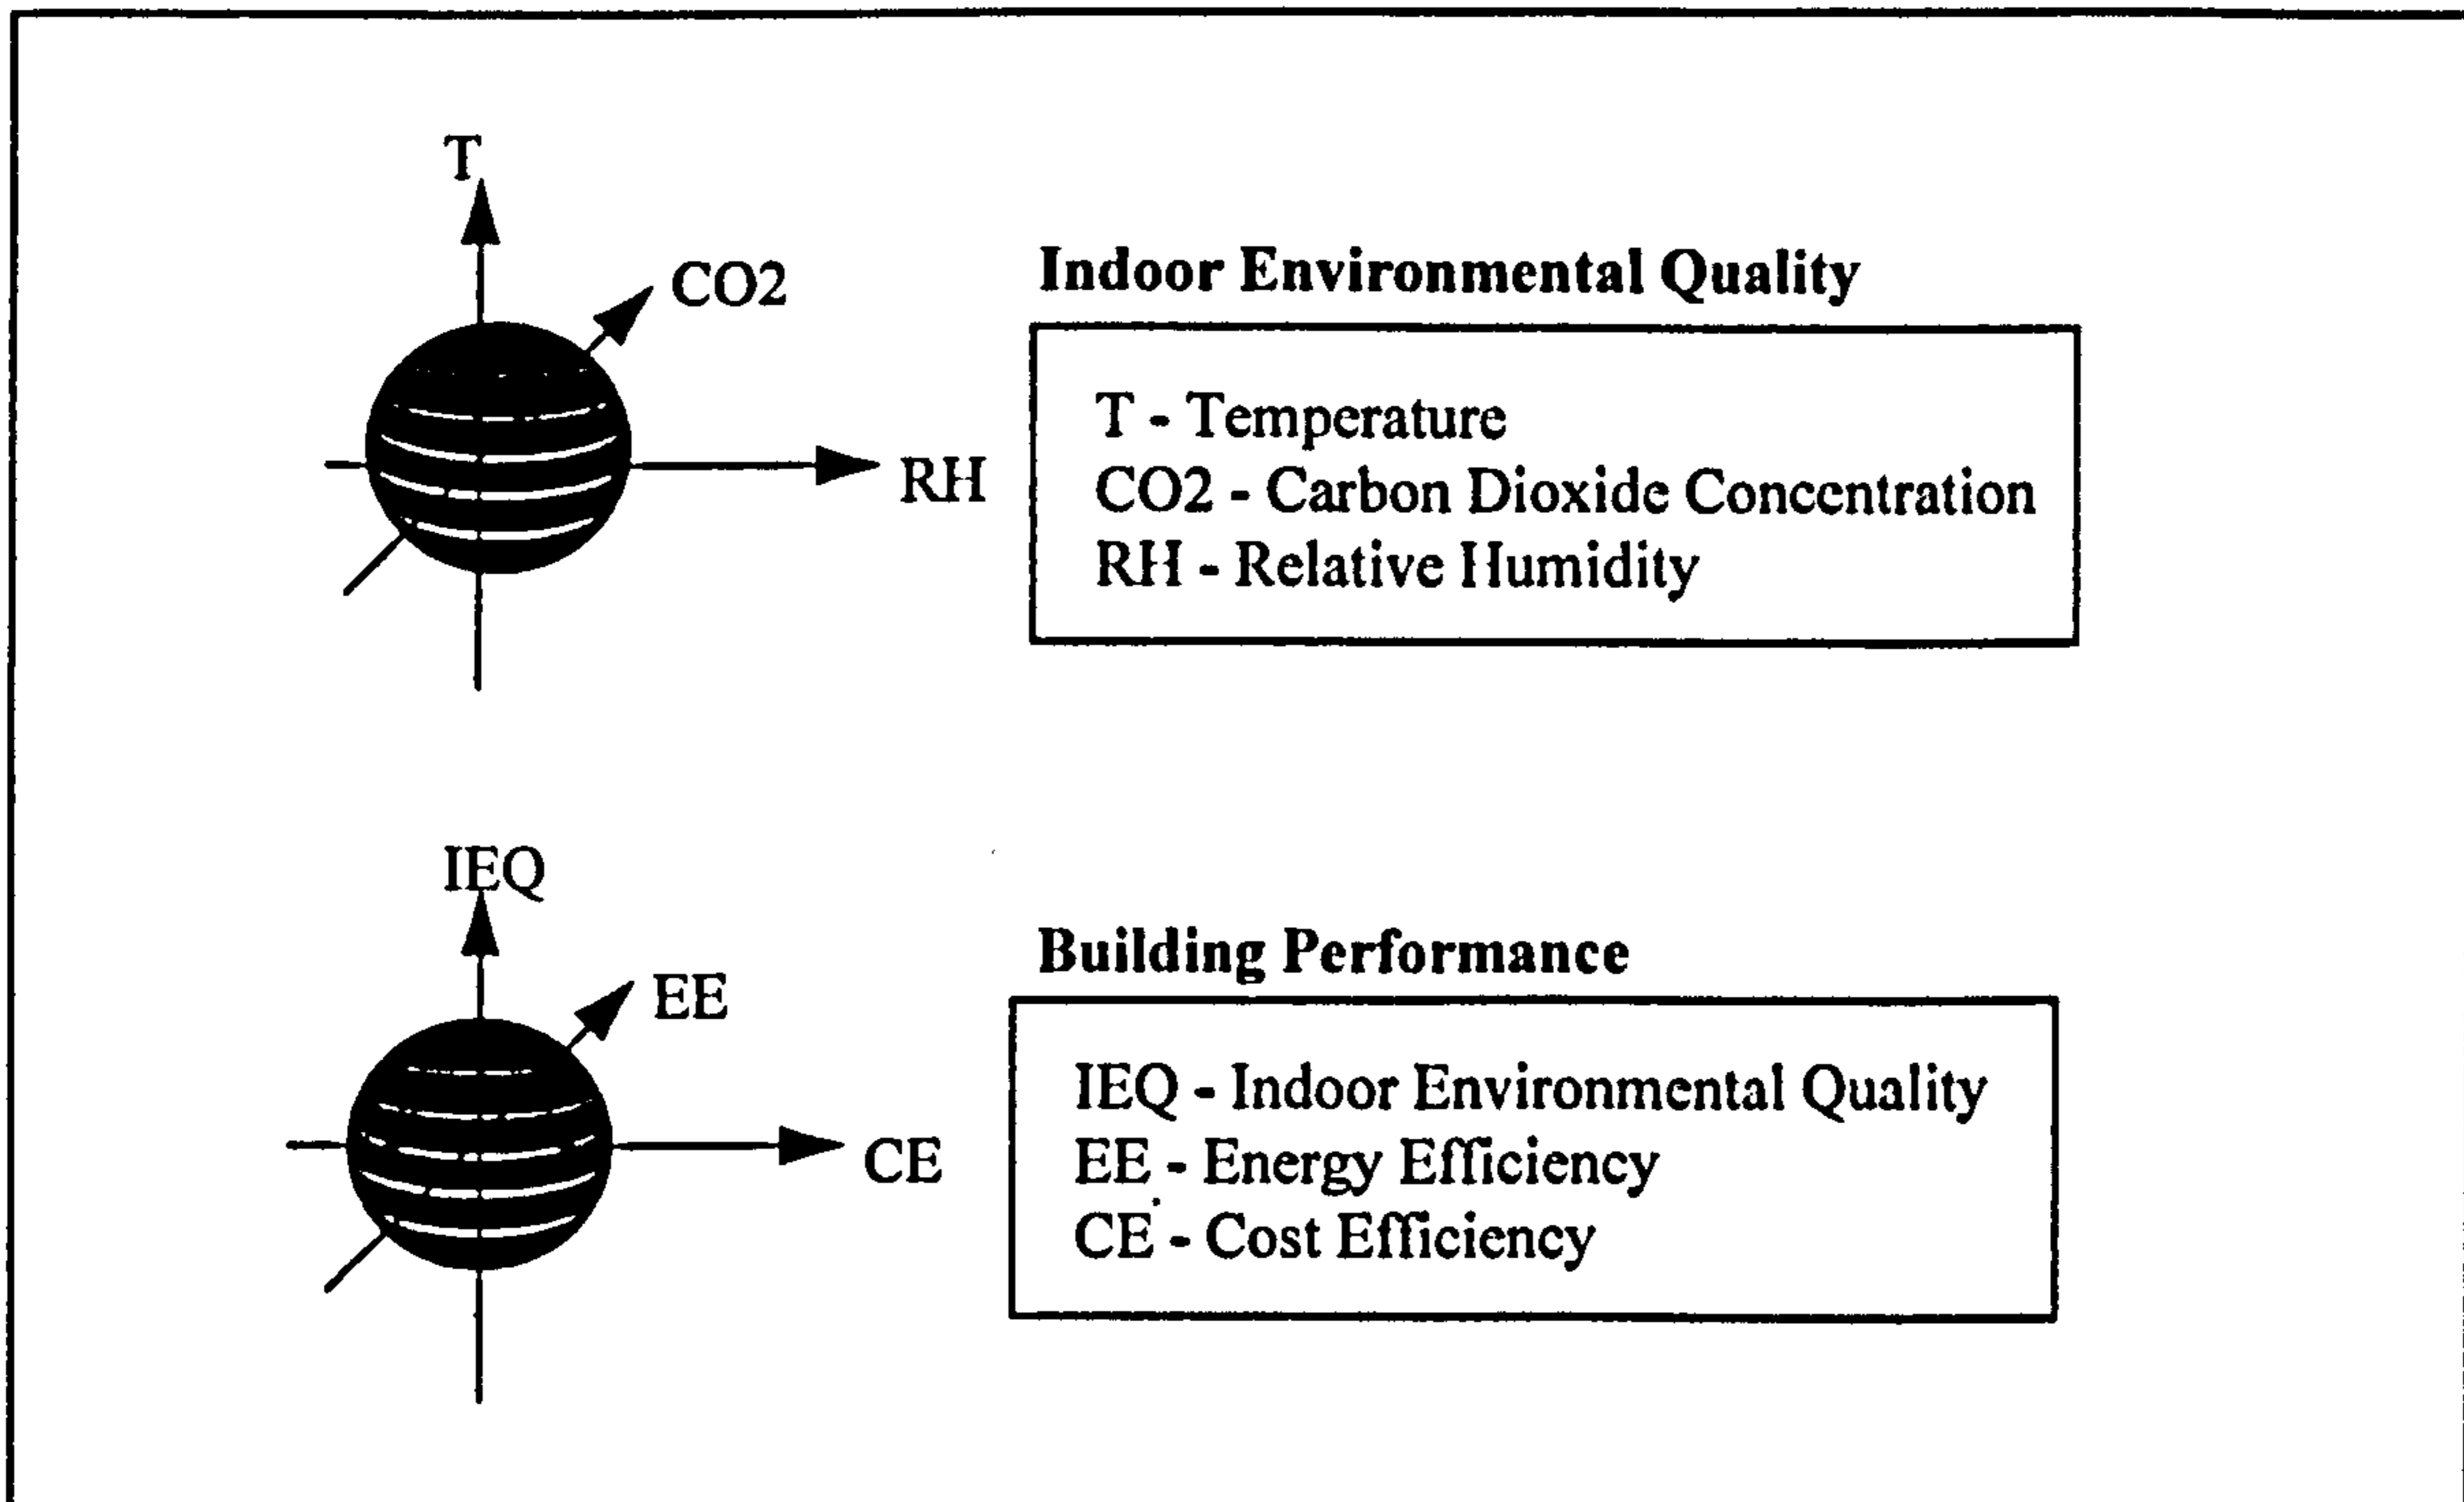 T
CO2
RH
Indoor Environmental Quality
T - Temperature
CO2 - Carbon Dioxide Concentration
RH - Relative Humidity
IEQ
EE
CE
Building Performance
IEQ - Indoor Environmental Quality
EE - Energy Efficiency
CE - Cost Efficiency